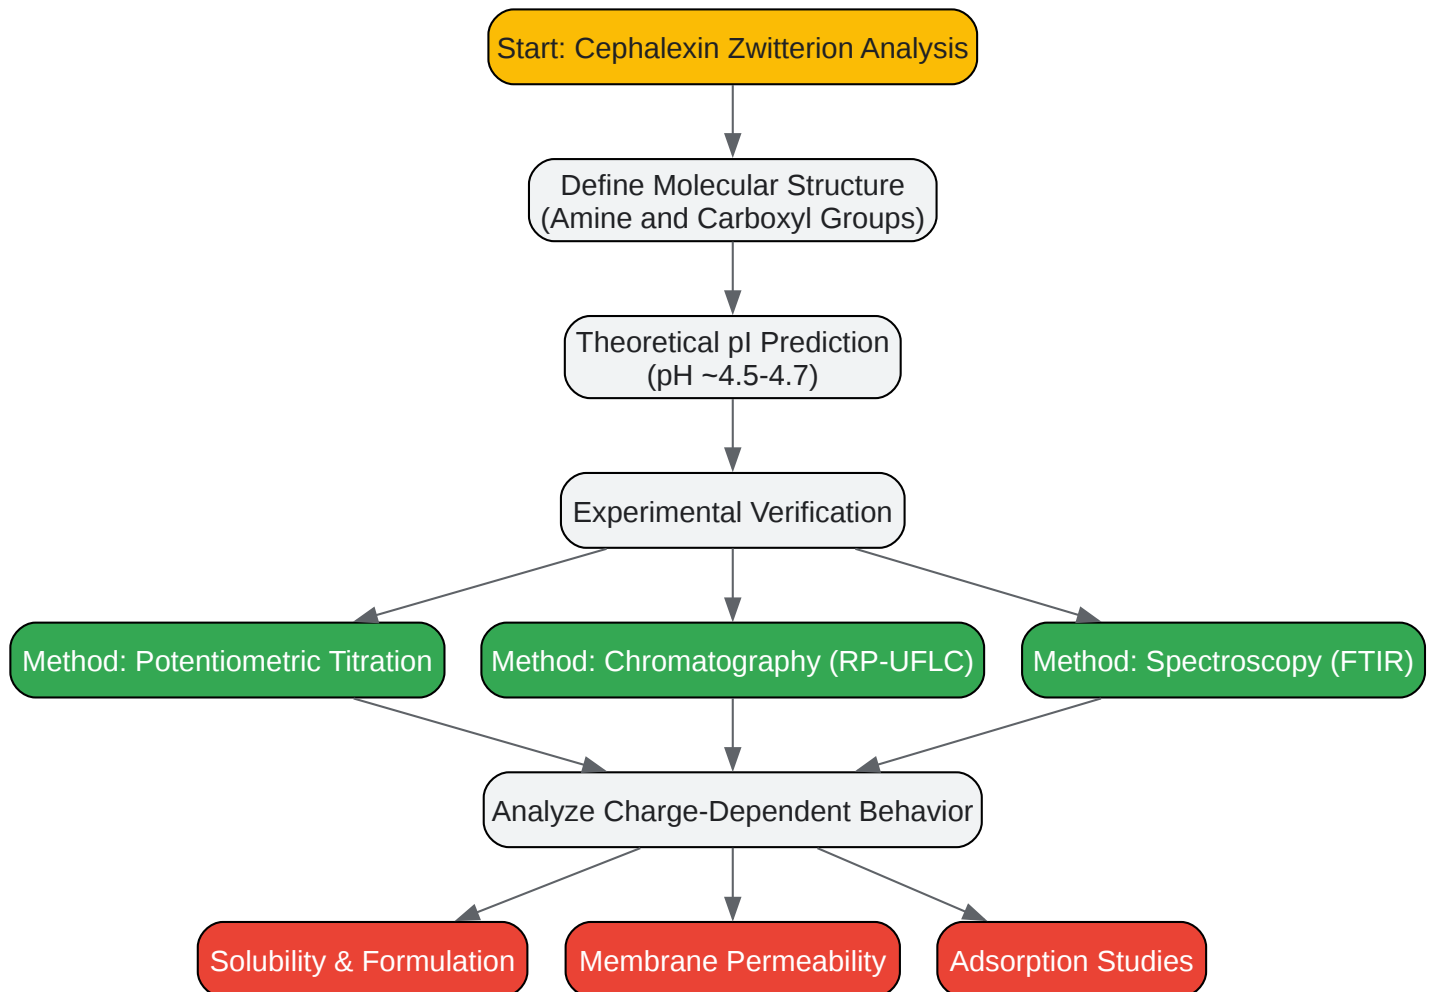 Start: Cephalexin Zwitterion Analysis
Define Molecular Structure
(Amine and Carboxyl Groups)
Theoretical pI Prediction
(pH ~4.5-4.7)
Experimental Verification
Method: Potentiometric Titration
Method: Chromatography (RP-UFLC)
Method: Spectroscopy (FTIR)
Analyze Charge-Dependent Behavior
Solubility & Formulation
Membrane Permeability
Adsorption Studies